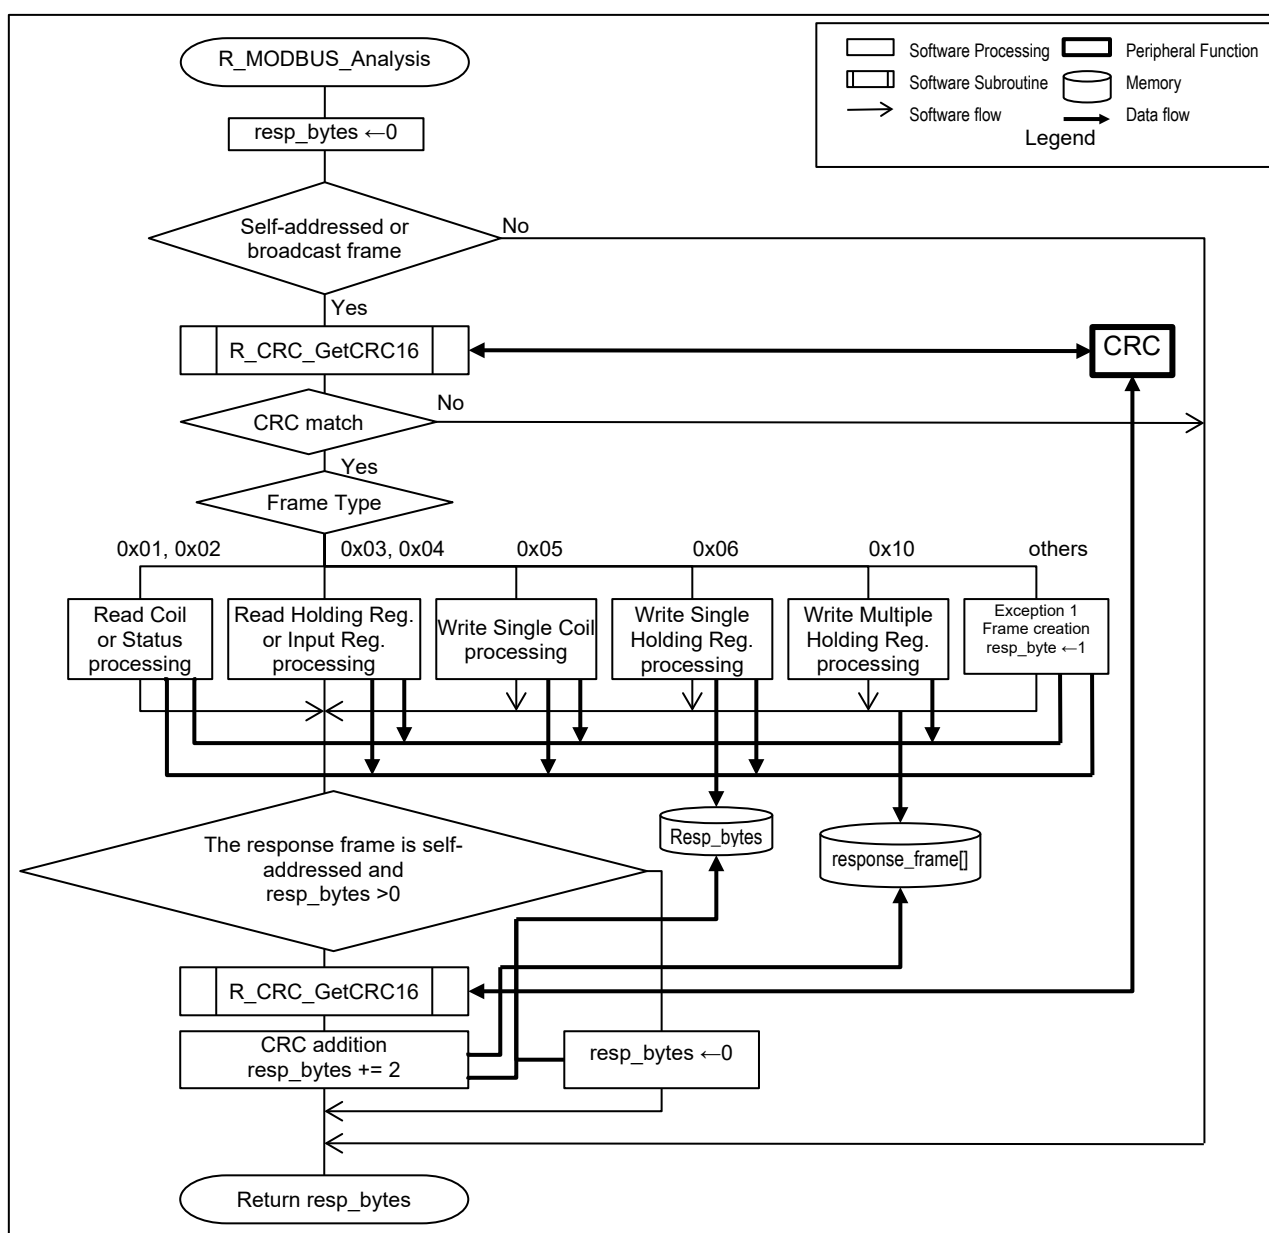 R_MODBUS_Analysis
Software Processing
Peripheral Function
Software Subroutine
Memory
Software flow
Data flow
Legend
resp_bytes ←0
Self-addressed or
broadcast frame
No
Yes
R_CRC_GetCRC16
CRC
CRC match
No
Yes
Frame Type
0x01, 0x02
0x03, 0x04
0x05
0x06
0x10
others
Read Coil
or Status
processing
Read Holding Reg.
or Input Reg.
processing
Write Single Coil
processing
Write Single
Holding Reg.
processing
Write Multiple
Holding Reg.
processing
Exception 1
Frame creation
resp_byte ←1
Resp_bytes
response_frame[]
The response frame is self-
addressed and
resp_bytes >0
R_CRC_GetCRC16
CRC addition
resp_bytes += 2
resp_bytes ←0
Return resp_bytes